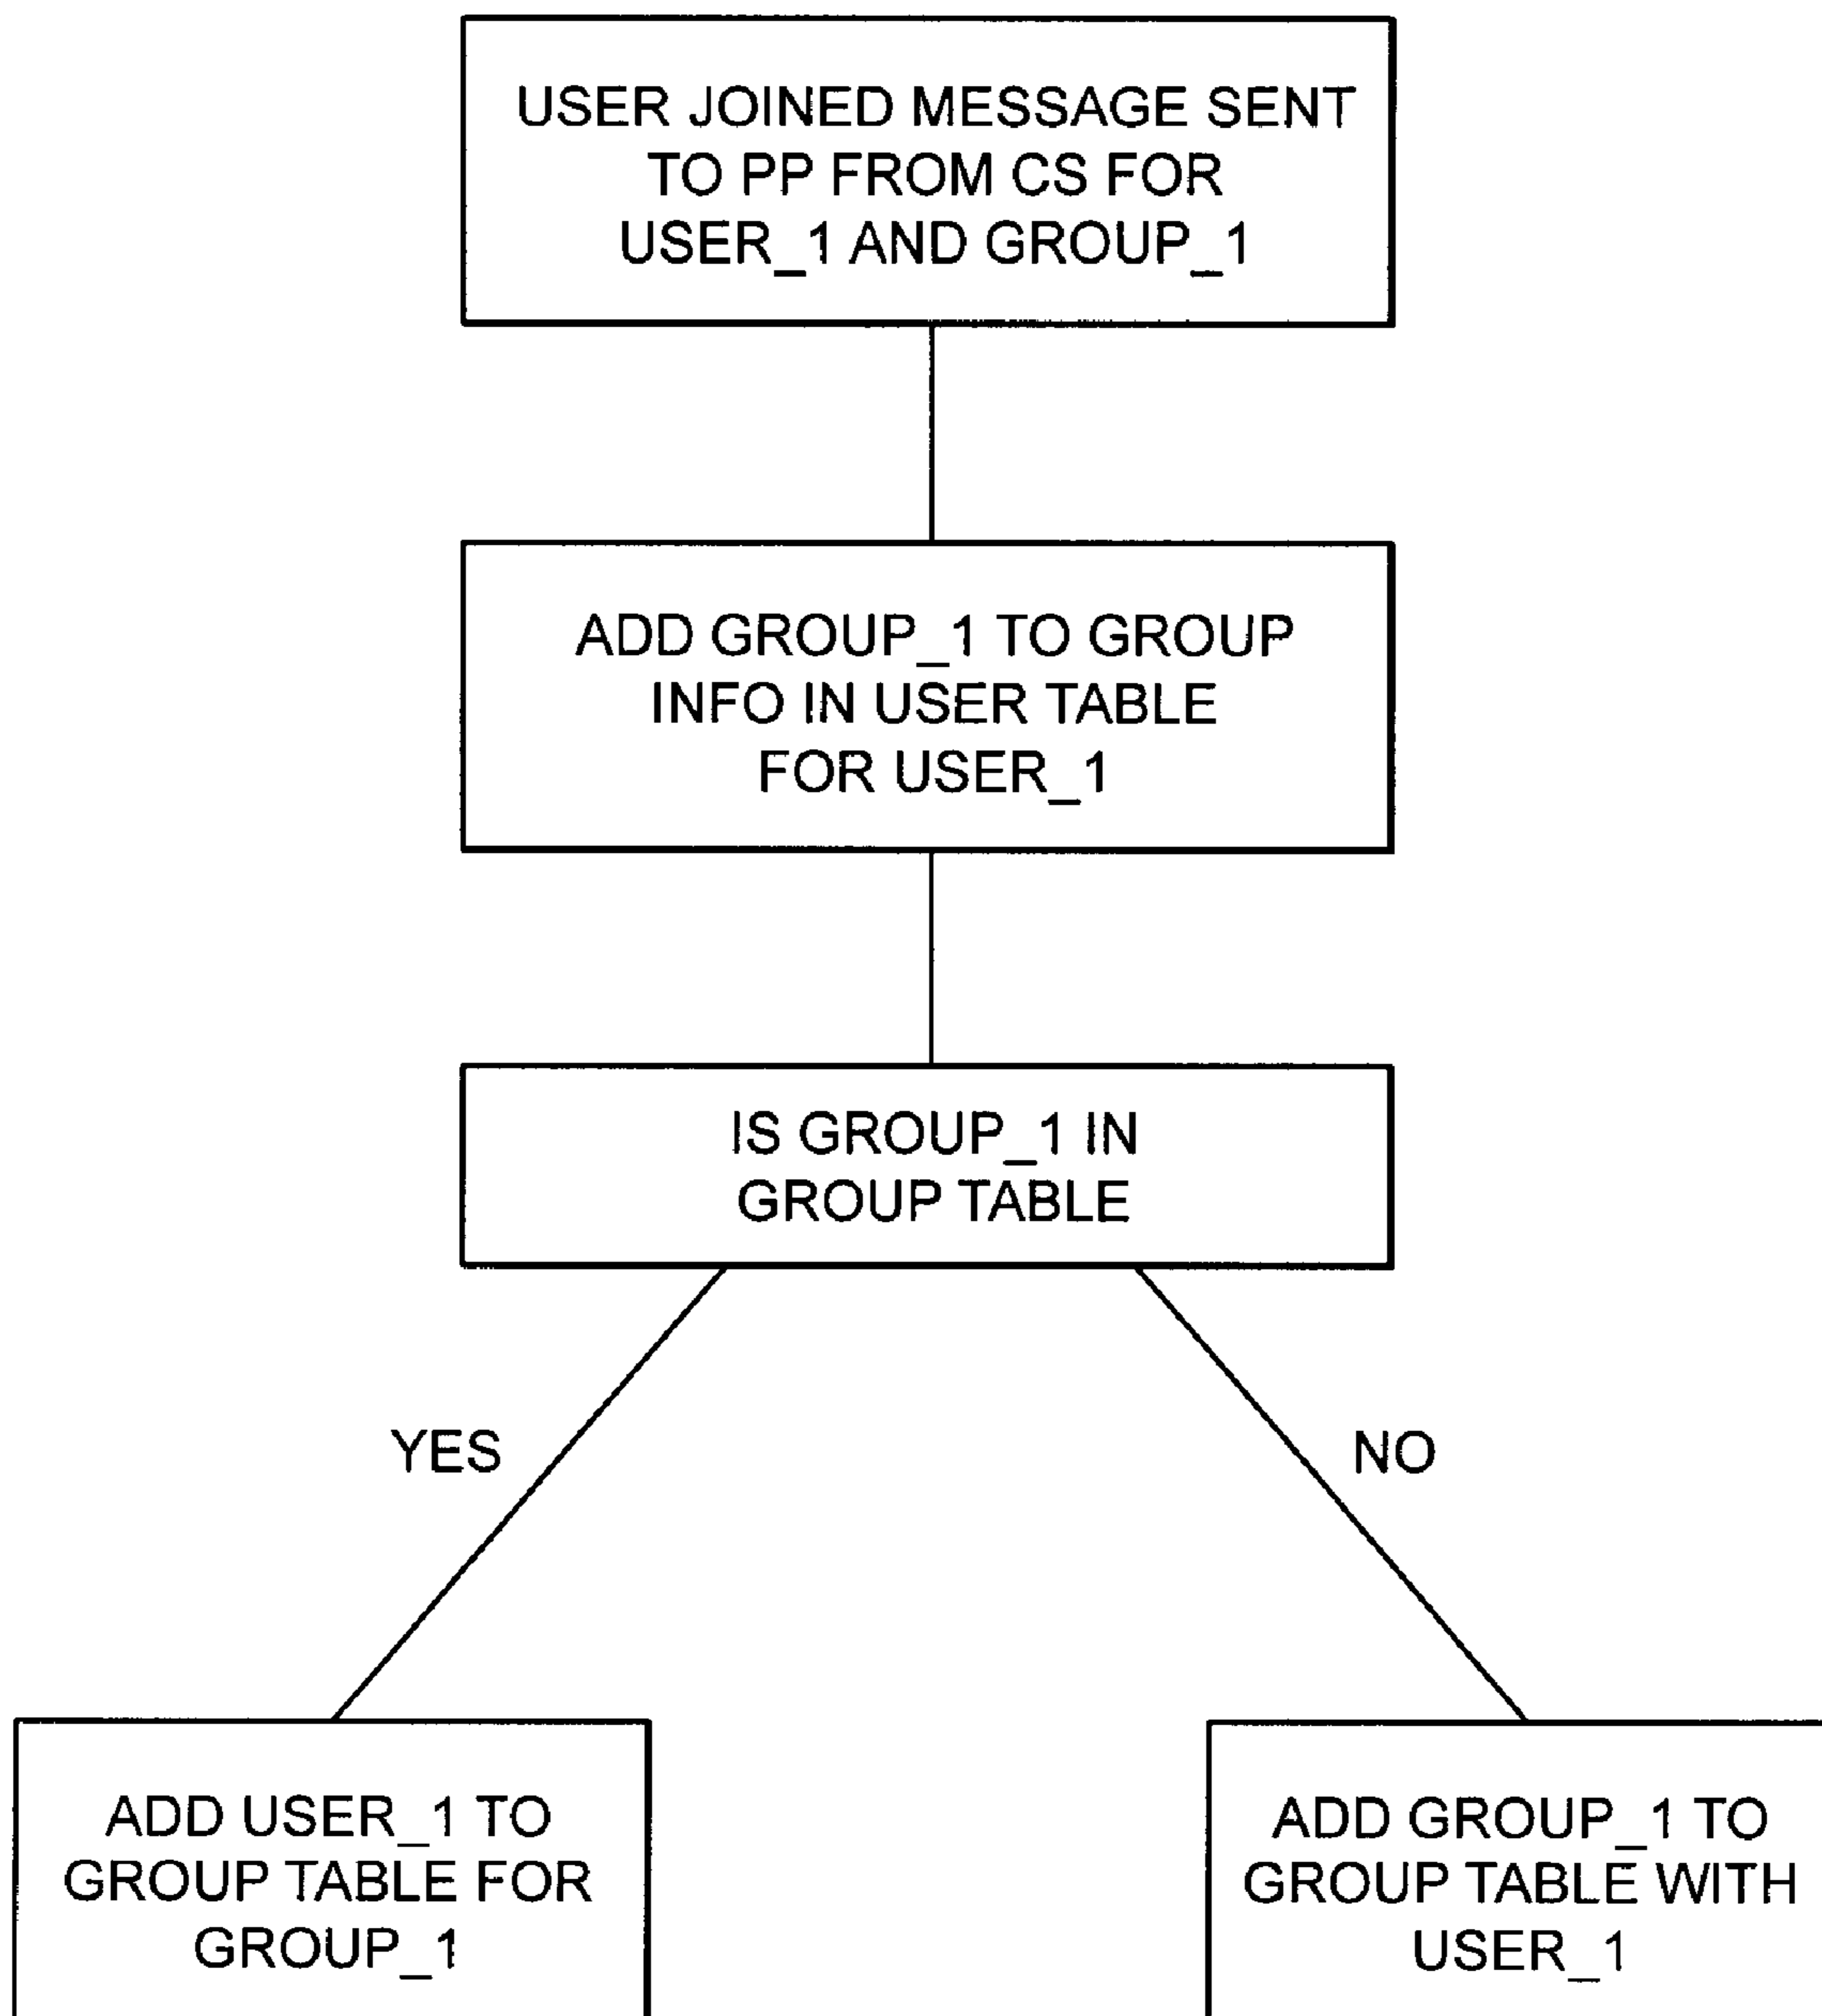 USER JOINED MESSAGE SENT
TO PP FROM CS FOR
USER_1 AND GROUP_1
ADD GROUP_1 TO GROUP
INFO IN USER TABLE
FOR USER_1
IS GROUP_1 IN
GROUP TABLE
YES
NO
ADD USER_1 TO
GROUP TABLE FOR
GROUP_1
ADD GROUP_1 TO
GROUP TABLE WITH
USER_1